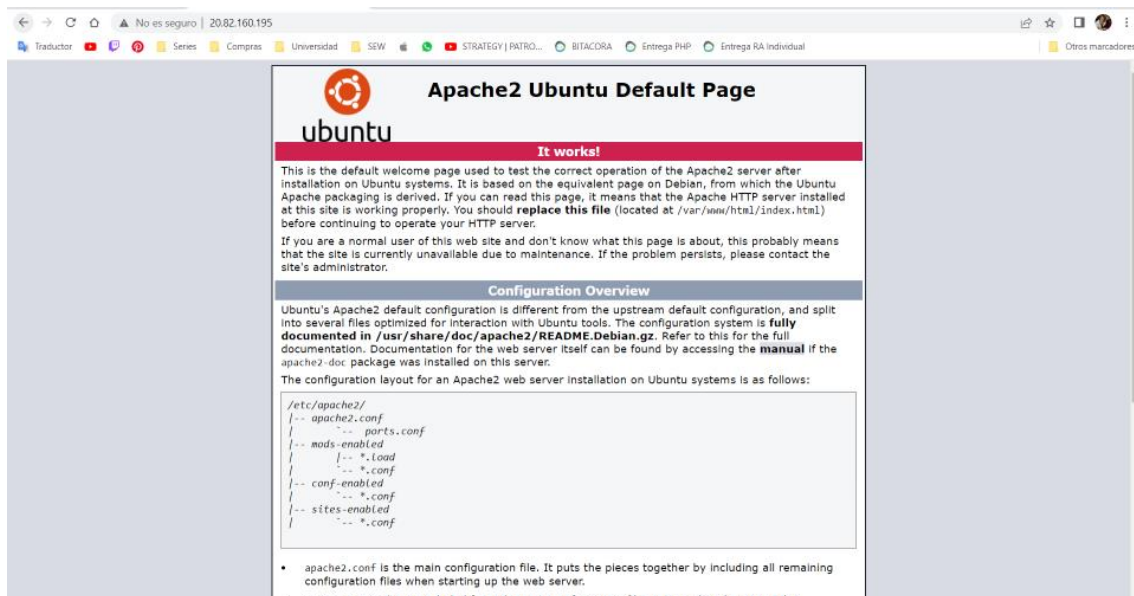 No es seguro | 20.82.160.195
Traductor Series Compras Universidad SEW STRATEGY | PATRO... BITACORA Entrega PHP Entrega RA Individual Otros marcadores
Apache2 Ubuntu Default Page
ubuntu
It works!
This is the default welcome page used to test the correct operation of the Apache2 server after
installation on Ubuntu systems. It is based on the equivalent page on Debian, from which the Ubuntu
Apache packaging is derived. If you can read this page, it means that the Apache HTTP server installed
at this site is working properly. You should replace this file (located at /var/www/html/index.html)
before continuing to operate your HTTP server.
If you are a normal user of this web site and don't know what this page is about, this probably means
that the site is currently unavailable due to maintenance. If the problem persists, please contact the
site's administrator.
Configuration Overview
Ubuntu's Apache2 default configuration is different from the upstream default configuration, and split
into several files optimized for interaction with Ubuntu tools. The configuration system is fully
documented in /usr/share/doc/apache2/README.Debian.gz. Refer to this for the full
documentation. Documentation for the web server itself can be found by accessing the manual if the
apache2-doc package was installed on this server.
The configuration layout for an Apache2 web server installation on Ubuntu systems is as follows:
/etc/apache2/
|-- apache2.conf
|       `--  ports.conf
|-- mods-enabled
|       |-- *.load
|       `-- *.conf
|-- conf-enabled
|       `-- *.conf
|-- sites-enabled
|       `-- *.conf
• apache2.conf is the main configuration file. It puts the pieces together by including all remaining
configuration files when starting up the web server.